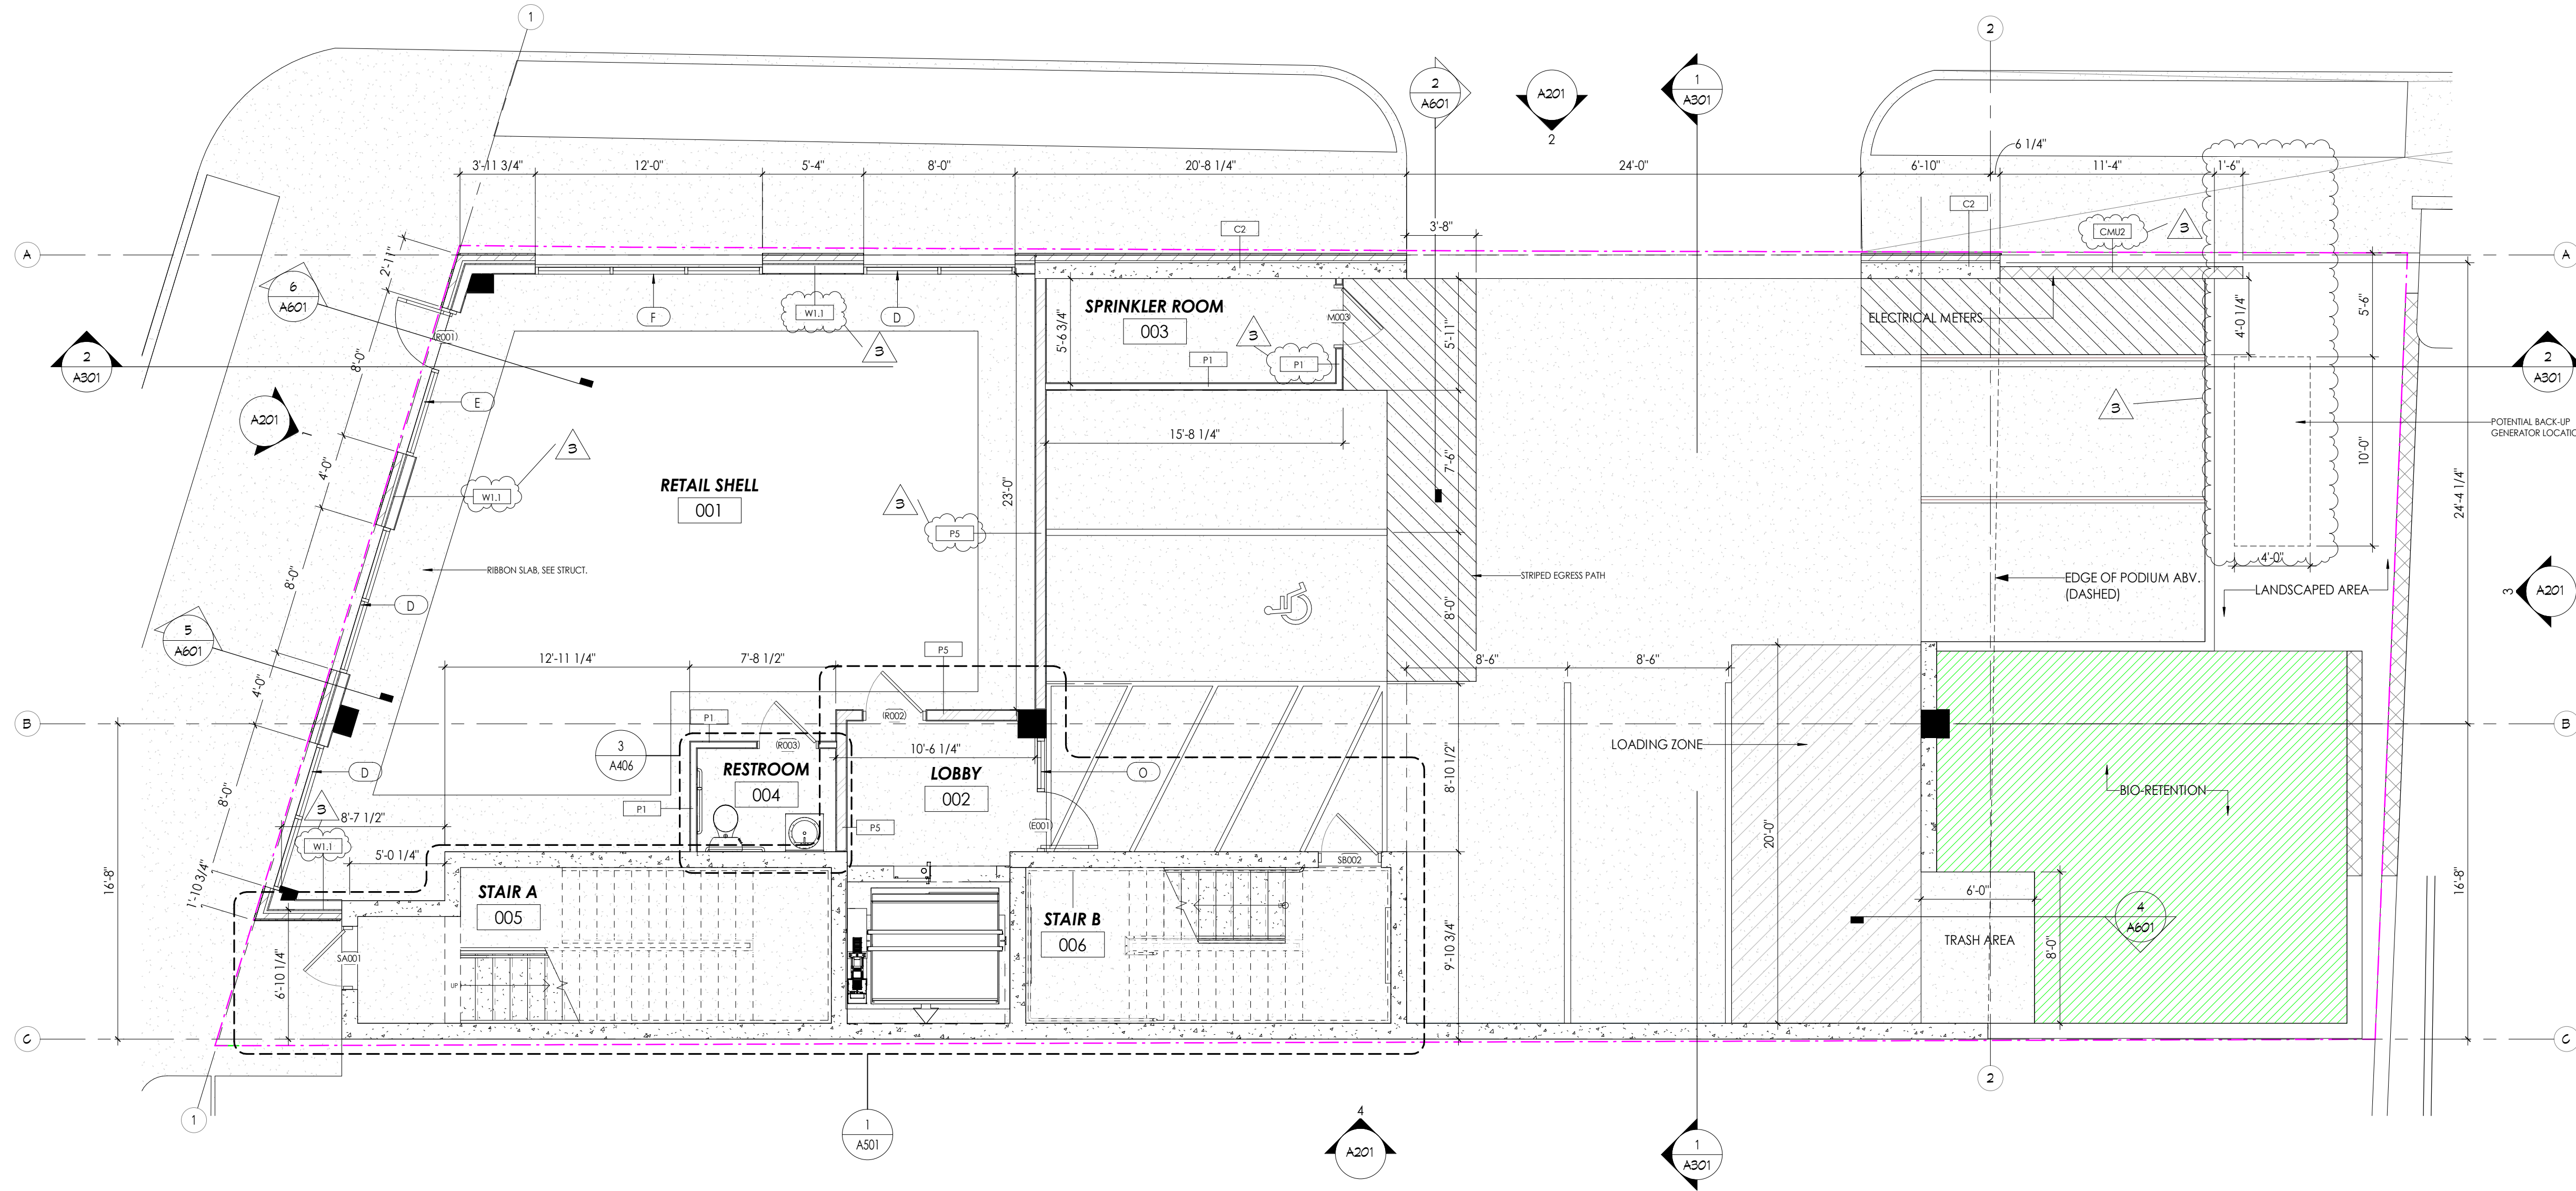 1
2
2
A601
A201
2
1
A301
6 1/4"
3'-11 3/4"
12'-0"
5'-4"
8'-0"
20'-8 1/4"
24'-0"
6'-10"
11'-4"
1'-6"
3'-8"
C2
C2
CMU2
3
A
A
2'-11"
6
A601
(R001)
F
W1.1
D
3
SPRINKLER ROOM
003
5'-6 3/4"
P1
3
P1
M003
5'-11"
ELECTRICAL METERS
4'-0 1/4"
5'-6"
2
A301
8'-0"
2
A301
E
A201
1
3
POTENTIAL BACK-UP
GENERATOR LOCATIO
15'-8 1/4"
7'-6"
10'-0"
4'-0"
3
W1.1
RETAIL SHELL
001
23'-0"
3
P5
24'-4 1/4"
4'-0"
8'-0"
RIBBON SLAB, SEE STRUCT.
STRIPED EGRESS PATH
EDGE OF PODIUM ABV.
(DASHED)
LANDSCAPED AREA
3
A201
D
8'-0"
5
A601
12'-11 1/4"
7'-8 1/2"
P5
8'-6"
8'-6"
4'-0"
B
P1
(R002)
B
3
A406
(R003)
10'-6 1/4"
LOADING ZONE
RESTROOM
004
LOBBY
002
O
8'-10 1/2"
D
8'-0"
3
8'-7 1/2"
P1
P5
(E001)
BIO-RETENTION
20'-0"
W1.1
5'-0 1/4"
SB002
16'-8"
1'-10 3/4"
STAIR A
005
STAIR B
006
6'-0"
4
A601
16'-8"
TRASH AREA
8'-0"
9'-10 3/4"
SA001
6'-10 1/4"
UP
C
C
2
1
1
A501
4
A201
1
A301